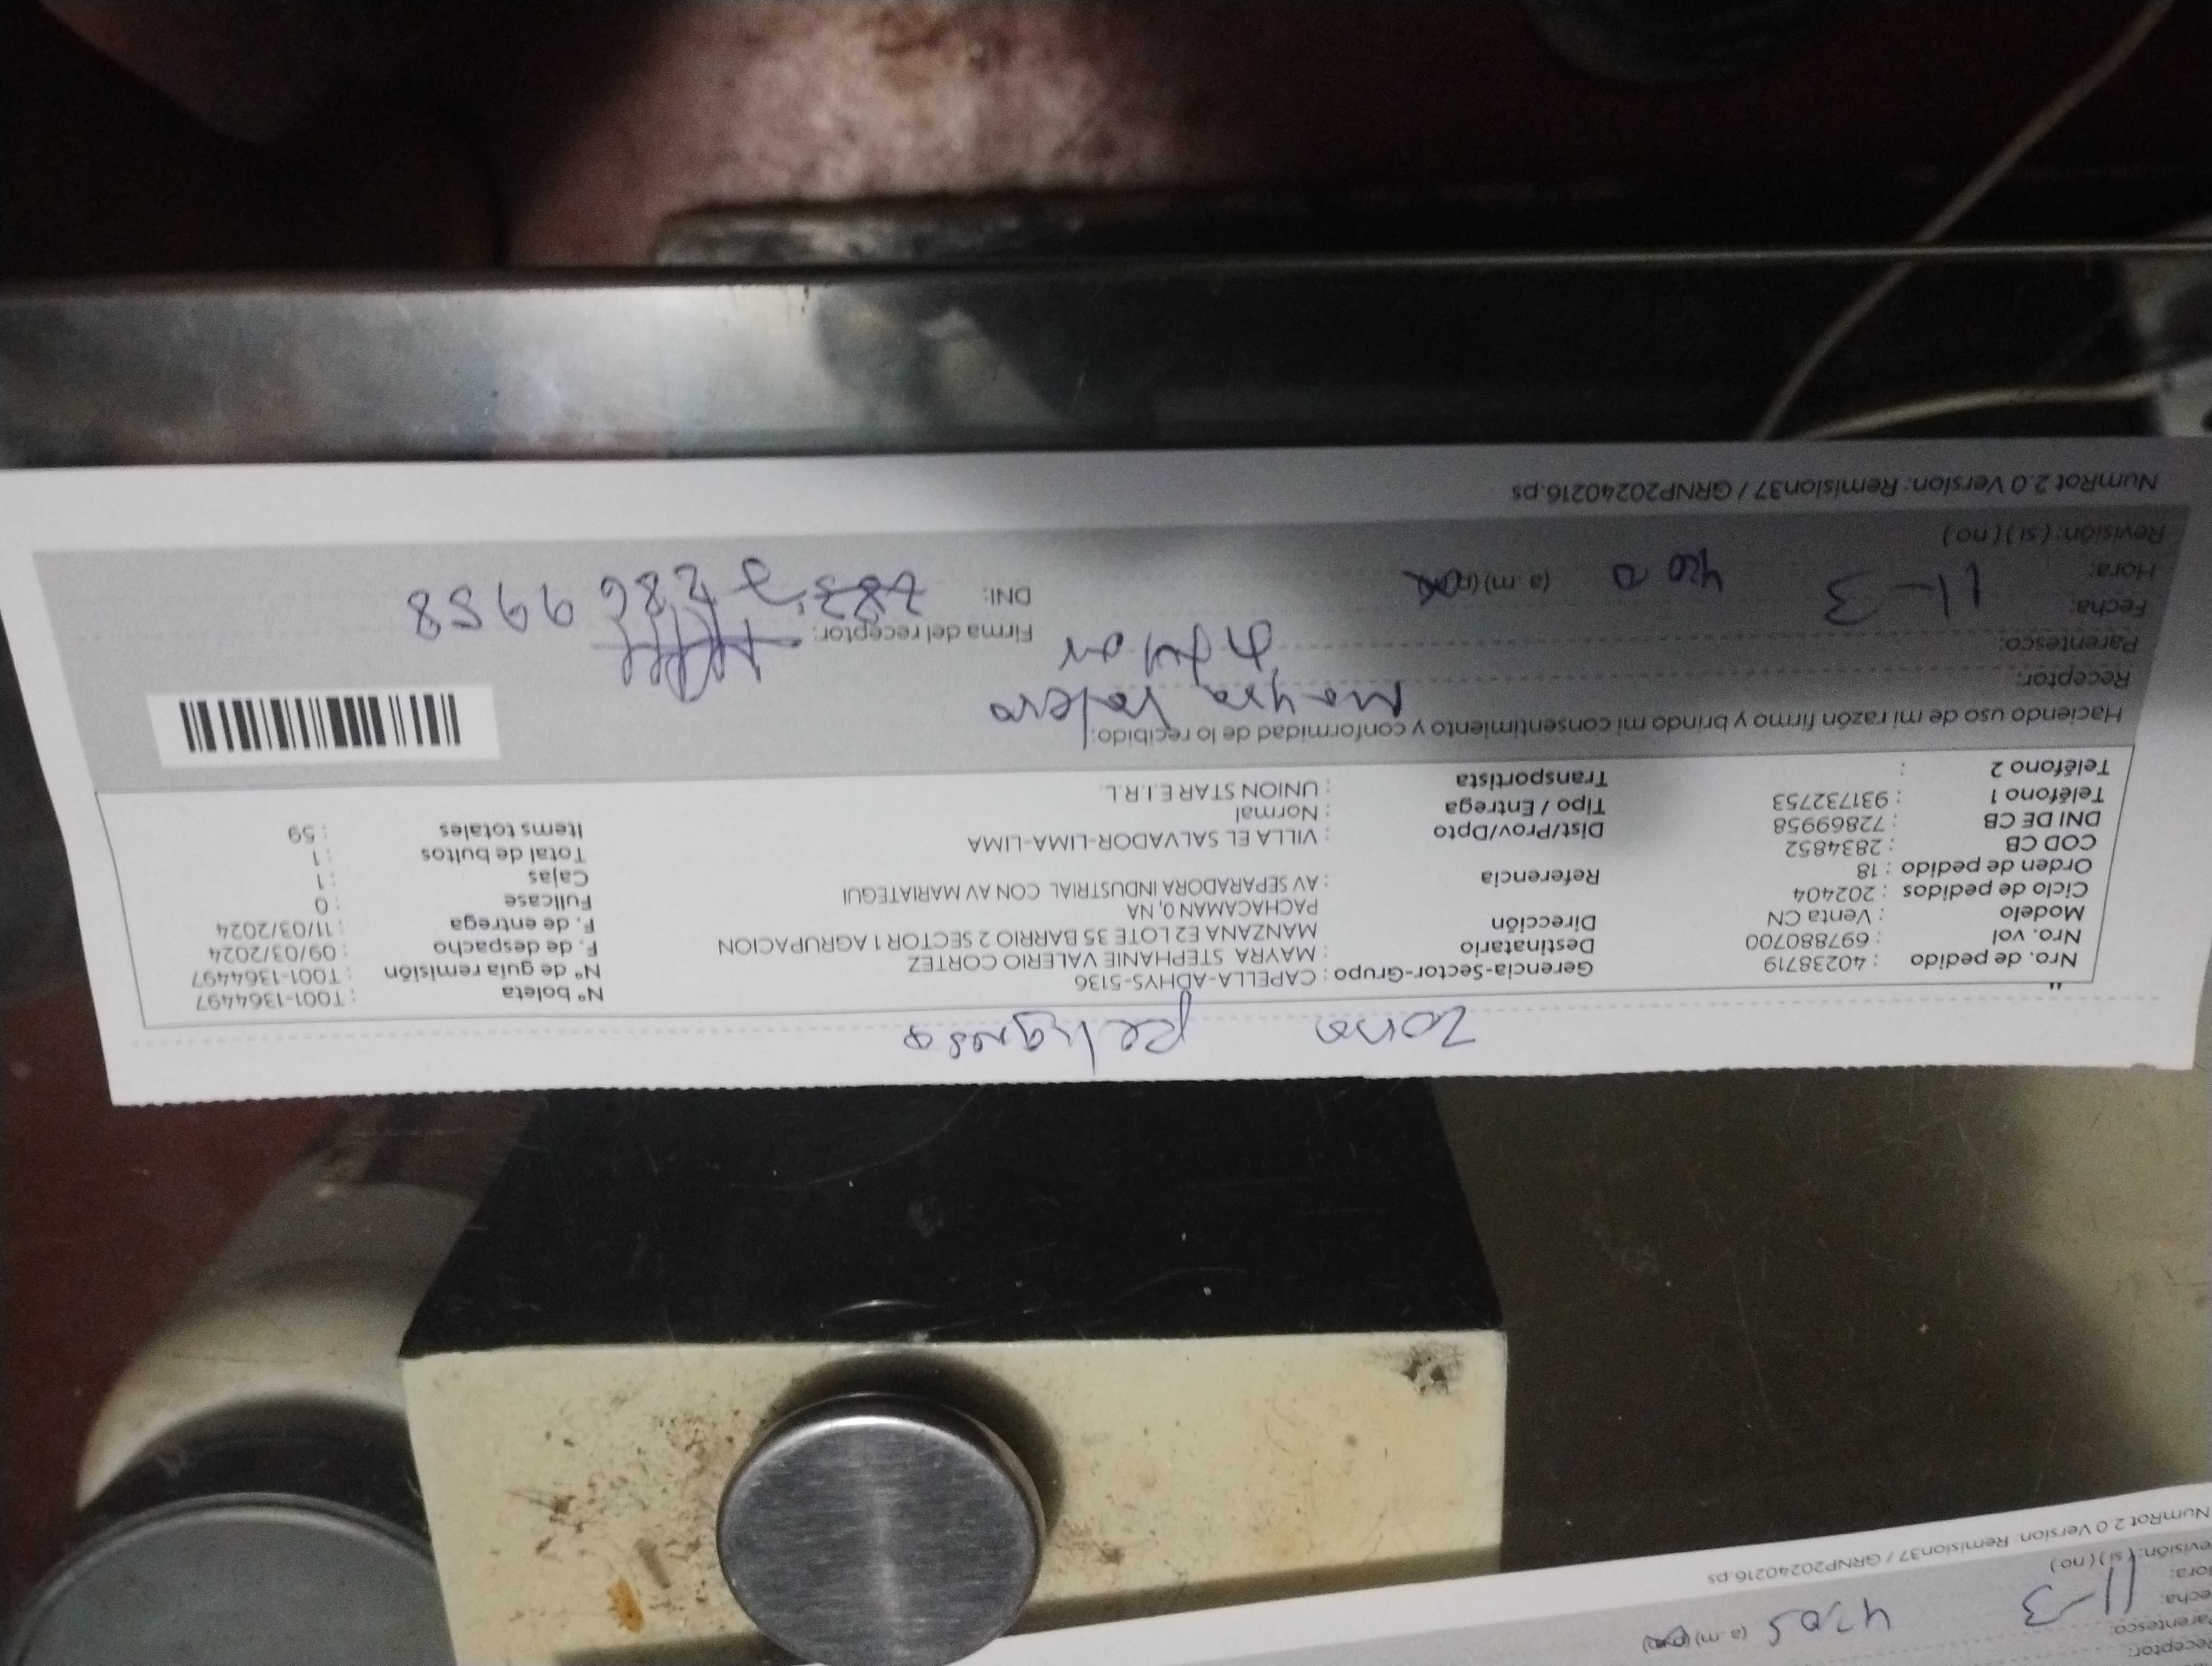 Zona peligrosa
Nro. de pedido : 40238719
Nro. vol : 697880700
Modelo : Venta CN
Ciclo de pedidos : 202404
Orden de pedido : 18
COD CB : 2834852
DNI DE CB : 72869958
Teléfono 1 : 931732753
Teléfono 2 :
Gerencia-Sector-Grupo : CAPELLA-ADHYS-5136
Destinatario : MAYRA STEPHANIE VALERIO CORTEZ
Dirección MANZANA E2 LOTE 35 BARRIO 2 SECTOR 1 AGRUPACION
PACHACAMAN 0, NA
Referencia : AV SEPARADORA INDUSTRIAL CON AV MARIATEGUI
Dist/Prov/Dpto : VILLA EL SALVADOR-LIMA-LIMA
Tipo / Entrega : Normal
Transportista : UNION STAR E.I.R.L.
Nº boleta : T001-1364497
Nº de guía remisión : T001-1364497
F. de despacho : 09/03/2024
F. de entrega : 11/03/2024
Fullcase : 0
Cajas : 1
Total de bultos : 1
Items totales : 59
Haciendo uso de mi razón firmo y brindo mi consentimiento y conformidad de lo recibido:
Receptor: Mayra Valerio
Parentesco: titular
Fecha: 11-3
Hora: 400 (a.m)
Revisión: ( si ) ( no )
Firma del receptor:
DNI: 72869958
NumRot 2.0 Version: Remision37 / GRNP20240216.ps
Receptor:
Parentesco:
Fecha: 11-3
Hora: 4,05 (a.m)
Revisión: ( si ) ( no )
NumRot 2.0 Version: Remision37 / GRNP20240216.ps